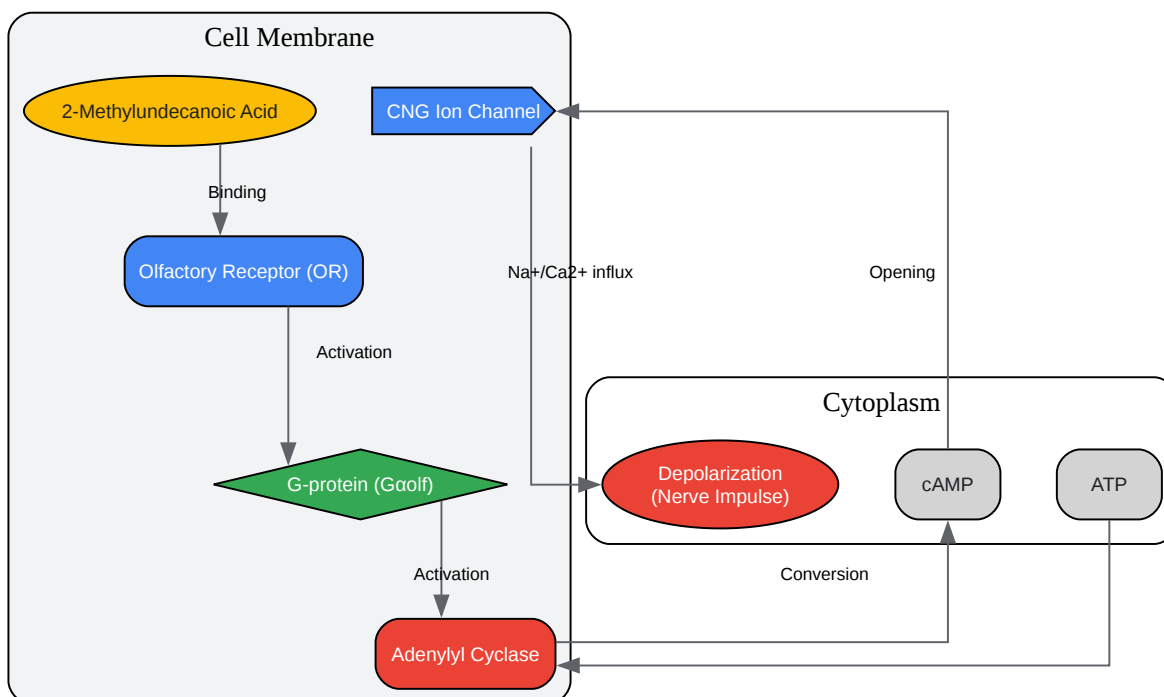 Cell Membrane
2-Methylundecanoic Acid
CNG Ion Channel
Binding
Olfactory Receptor (OR)
Na+/Ca2+ influx
Opening
Activation
Cytoplasm
G-protein (Gαolf)
Depolarization
(Nerve Impulse)
cAMP
ATP
Activation
Conversion
Adenylyl Cyclase